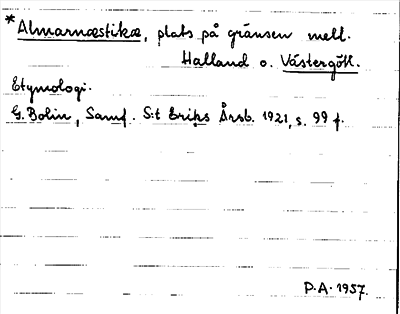 *Almarnæstikæ, plats på gränsen mell.
Halland o. Västergötl.
Etymologi.
G. Bolin, Samf. S:t Eriks Årsb. 1921, s. 99 f.
P.A. 1957.